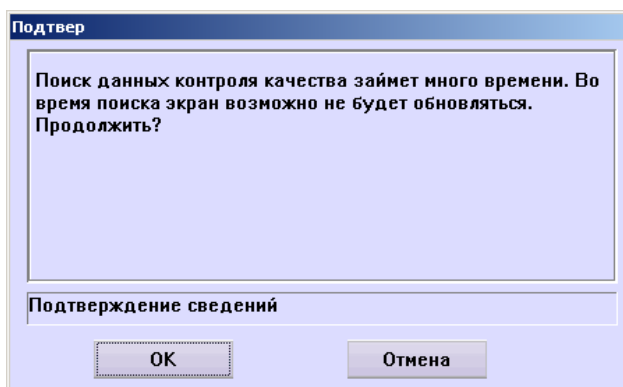 Подтвер
Поиск данных контроля качества займет много времени. Во
время поиска экран возможно не будет обновляться.
Продолжить?
Подтверждение сведений
OK
Отмена